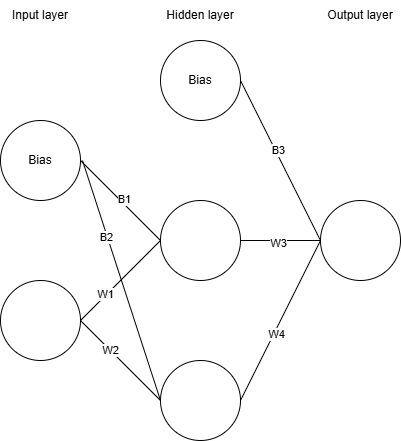 Input layer
Hidden layer
Output layer
Bias
Bias
B3
B1
B2
W3
W1
W4
W2